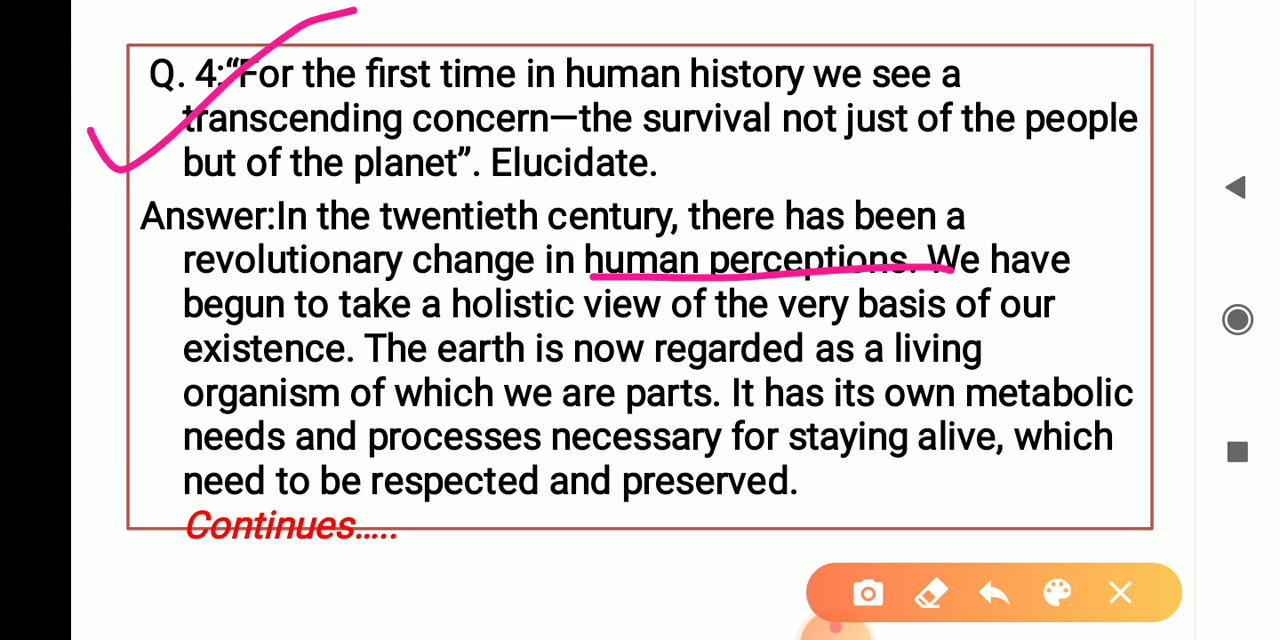 Q. 4:“For the first time in human history we see a
transcending concern—the survival not just of the people
but of the planet”. Elucidate.
Answer:In the twentieth century, there has been a
revolutionary change in human perceptions. We have
begun to take a holistic view of the very basis of our
existence. The earth is now regarded as a living
organism of which we are parts. It has its own metabolic
needs and processes necessary for staying alive, which
need to be respected and preserved.
Continues.....